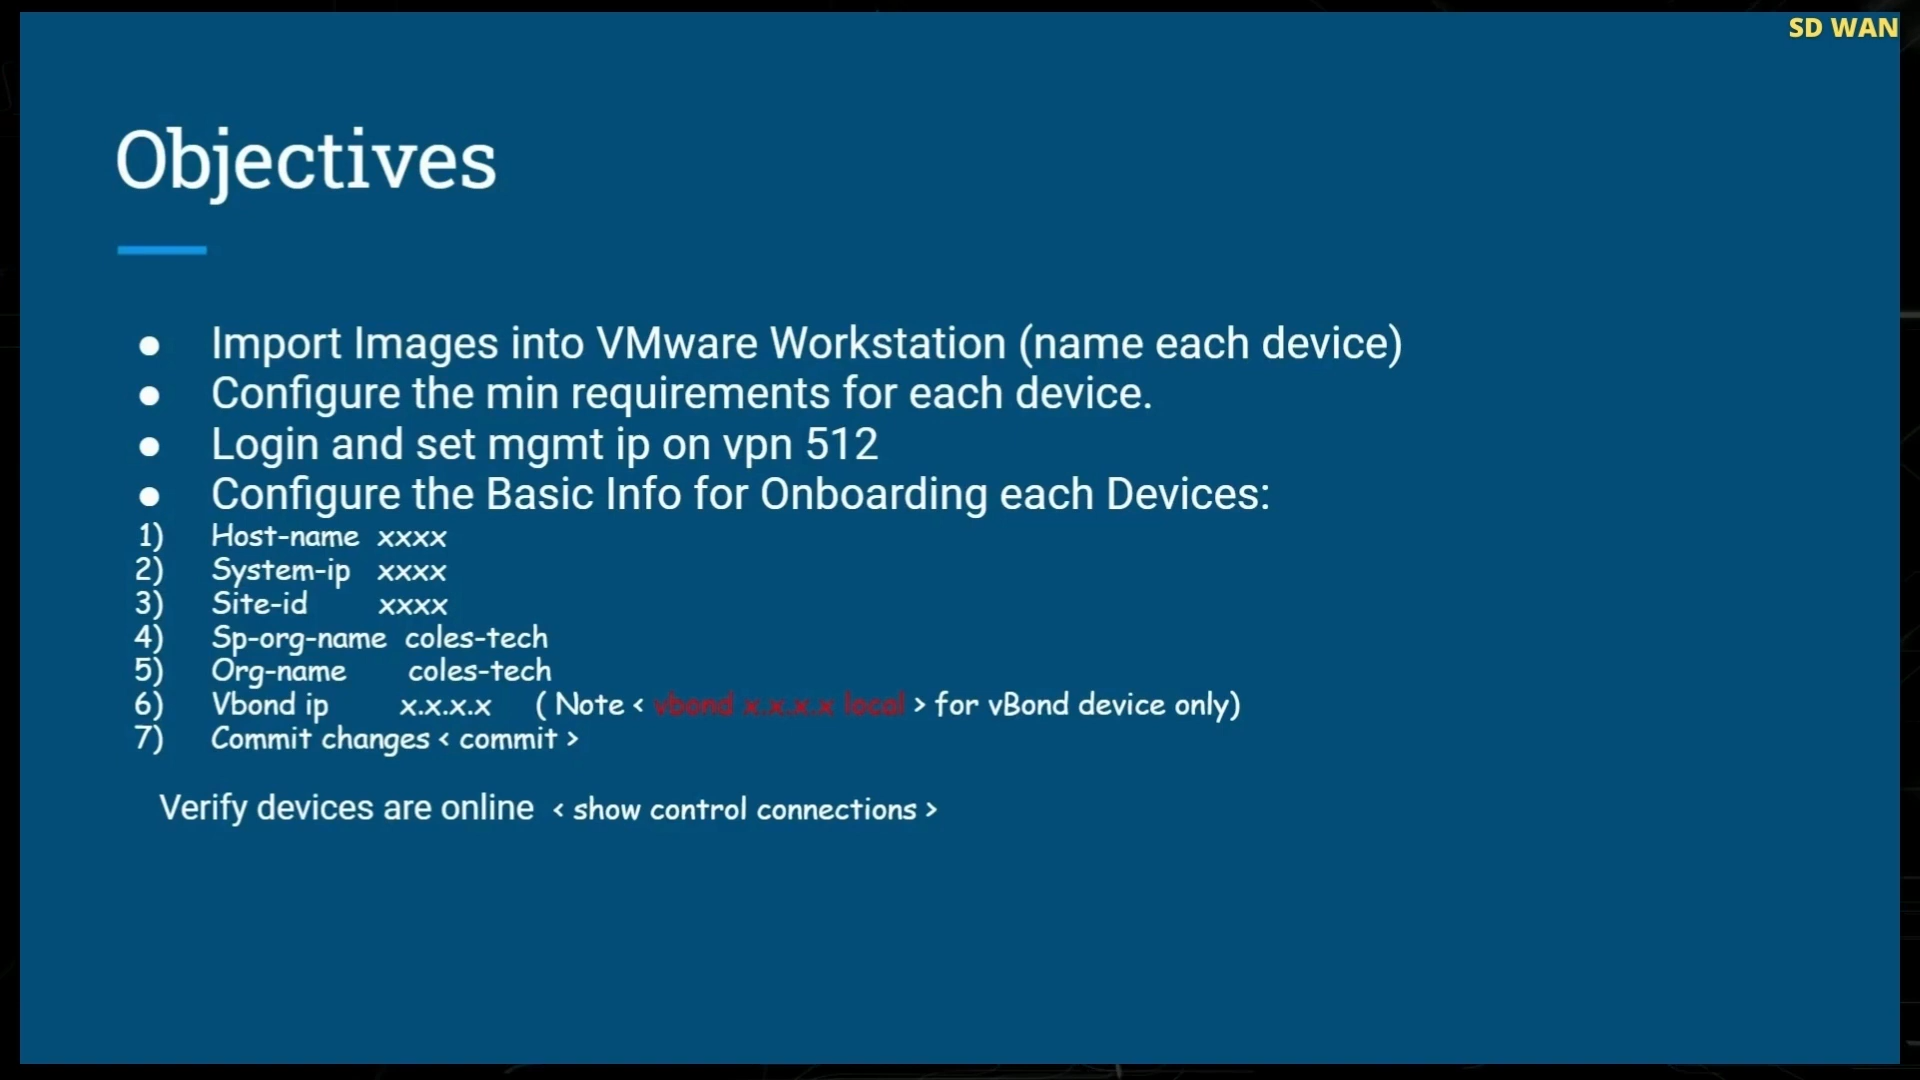 SD WAN
Objectives
● Import Images into VMware Workstation (name each device)
● Configure the min requirements for each device.
● Login and set mgmt ip on vpn 512
● Configure the Basic Info for Onboarding each Devices:
1) Host-name xxxx
2) System-ip xxxx
3) Site-id xxxx
4) Sp-org-name coles-tech
5) Org-name coles-tech
6) Vbond ip x.x.x.x ( Note < vbond x.x.x.x local > for vBond device only)
7) Commit changes < commit >
Verify devices are online < show control connections >